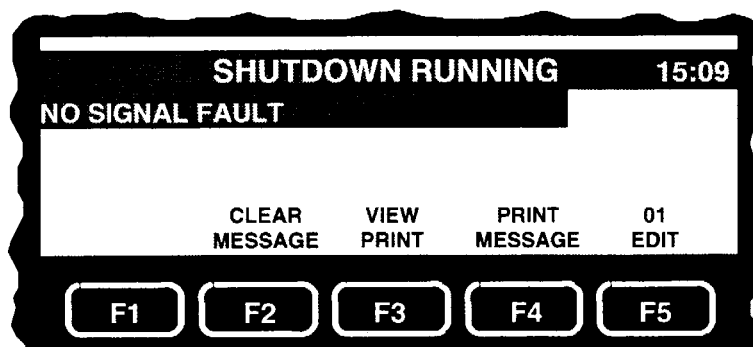 SHUTDOWN RUNNING 15:09
NO SIGNAL FAULT
CLEAR VIEW PRINT 01
MESSAGE PRINT MESSAGE EDIT
F1 F2 F3 F4 F5